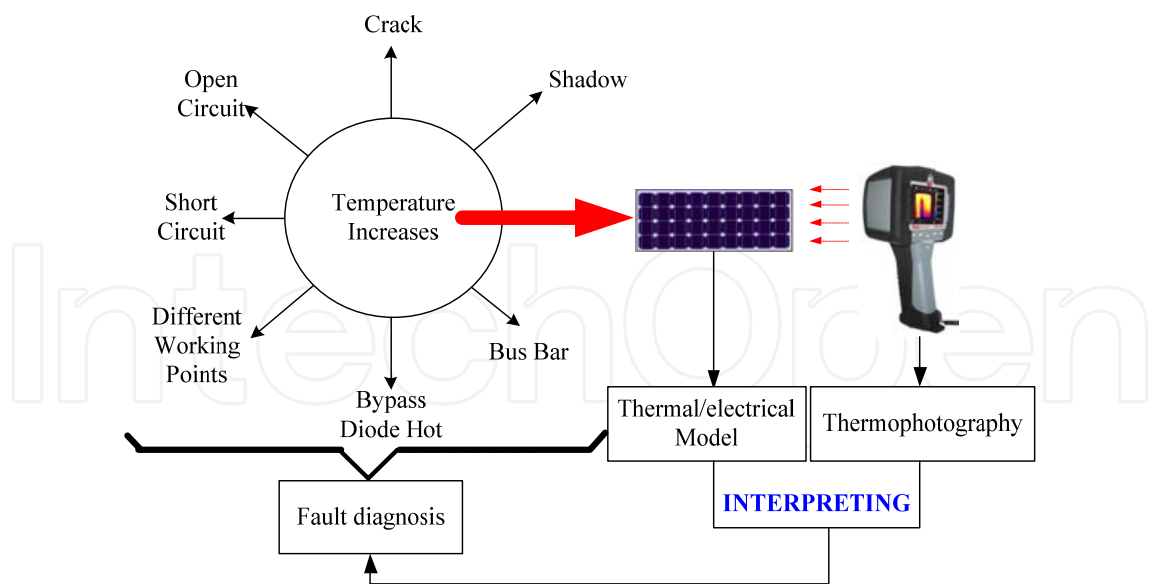 Crack
Open
Circuit
Shadow
Short
Circuit
Temperature
Increases
Different
Working
Points
Bus Bar
Bypass
Diode Hot
Thermal/electrical
Model
Thermophotography
INTERPRETING
Fault diagnosis
IntechOpen